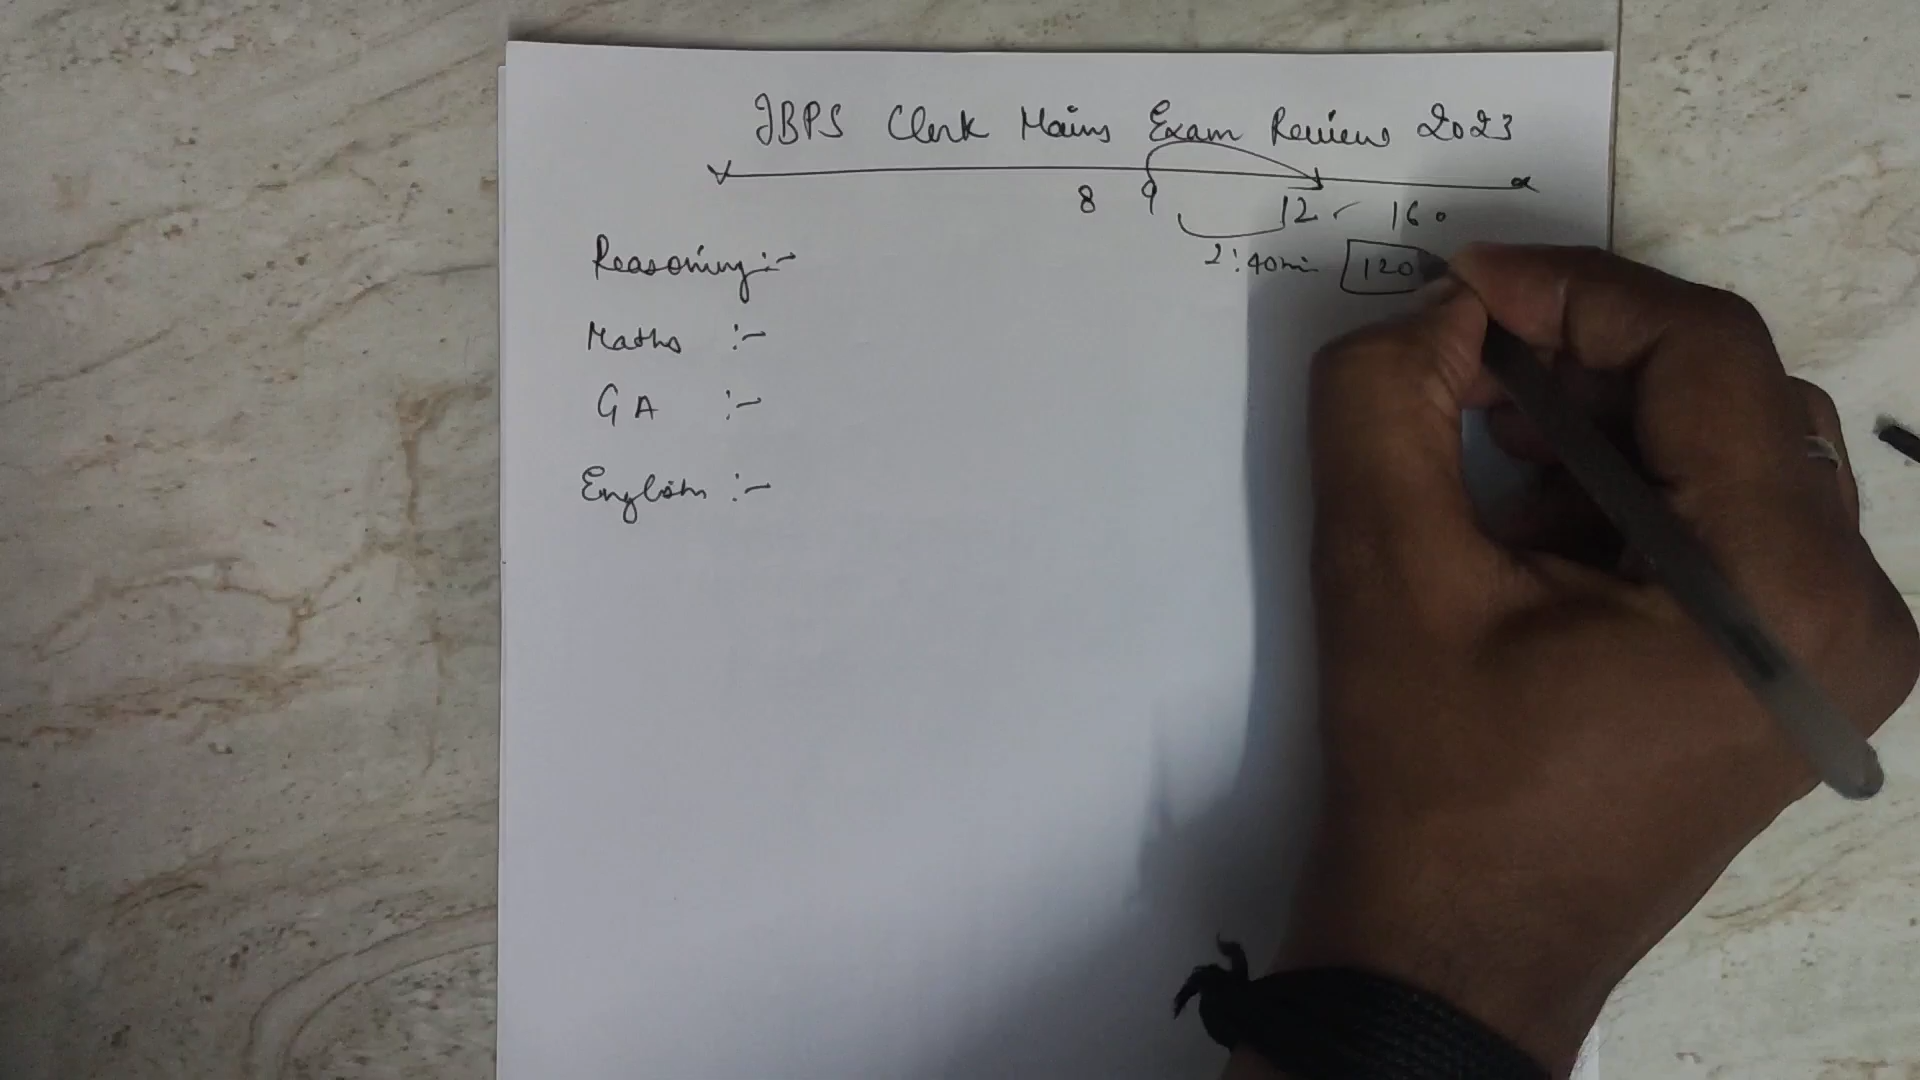 IBPS Clerk Mains Exam Review 2023
8 9 12 160
2:40min 120
Reasoning :-
Maths :-
GA :-
English :-